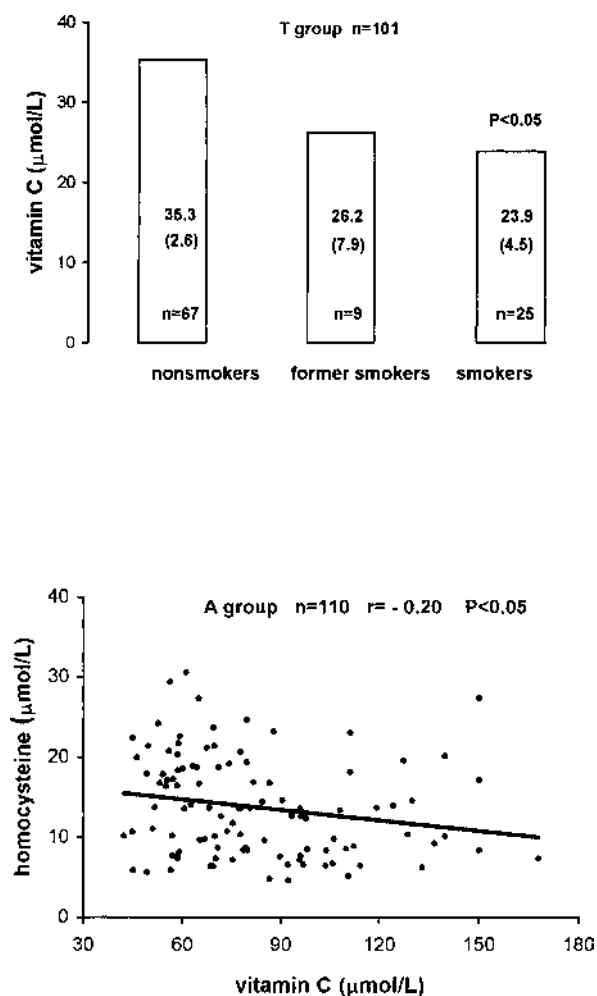 T group n=101
vitamin C (μmol/L)
40
30
20
10
0
P<0.05
35.3
(2.6)
n=67
26.2
(7.9)
n=9
23.9
(4.5)
n=25
nonsmokers former smokers smokers
A group n=110 r= - 0.20 P<0.05
homocysteine (μmol/L)
40
30
20
10
0
30 60 90 120 150 180
vitamin C (μmol/L)